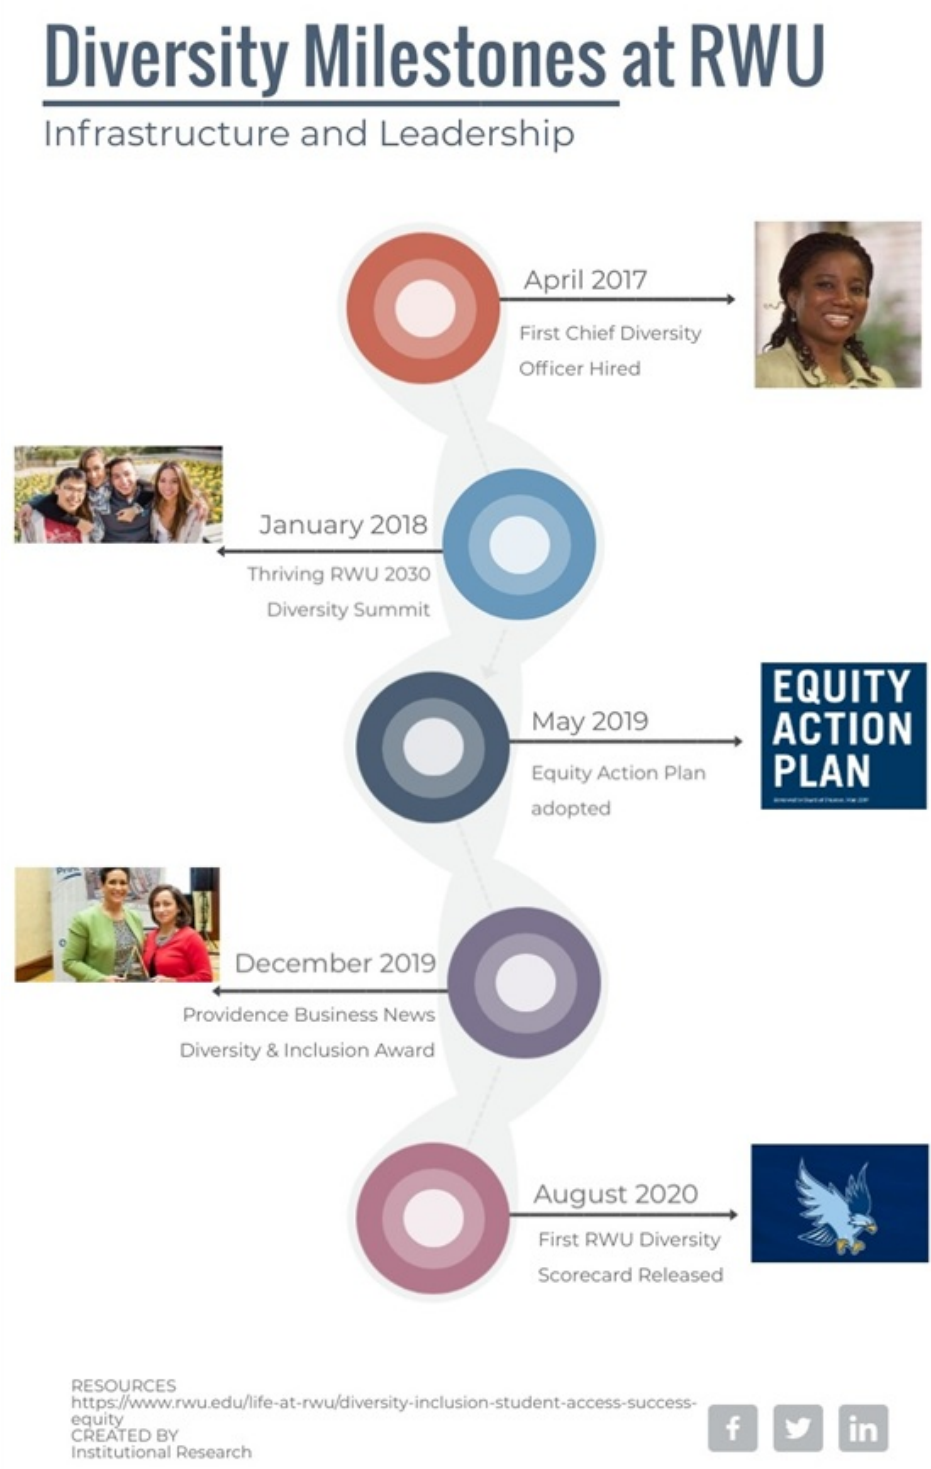 Diversity Milestones at RWU
Infrastructure and Leadership
April 2017
First Chief Diversity
Officer Hired
January 2018
Thriving RWU 2030
Diversity Summit
May 2019
Equity Action Plan
adopted
EQUITY
ACTION
PLAN
December 2019
Providence Business News
Diversity & Inclusion Award
August 2020
First RWU Diversity
Scorecard Released
RESOURCES
https://www.rwu.edu/life-at-rwu/diversity-inclusion-student-access-success-
equity
CREATED BY
Institutional Research
f
in